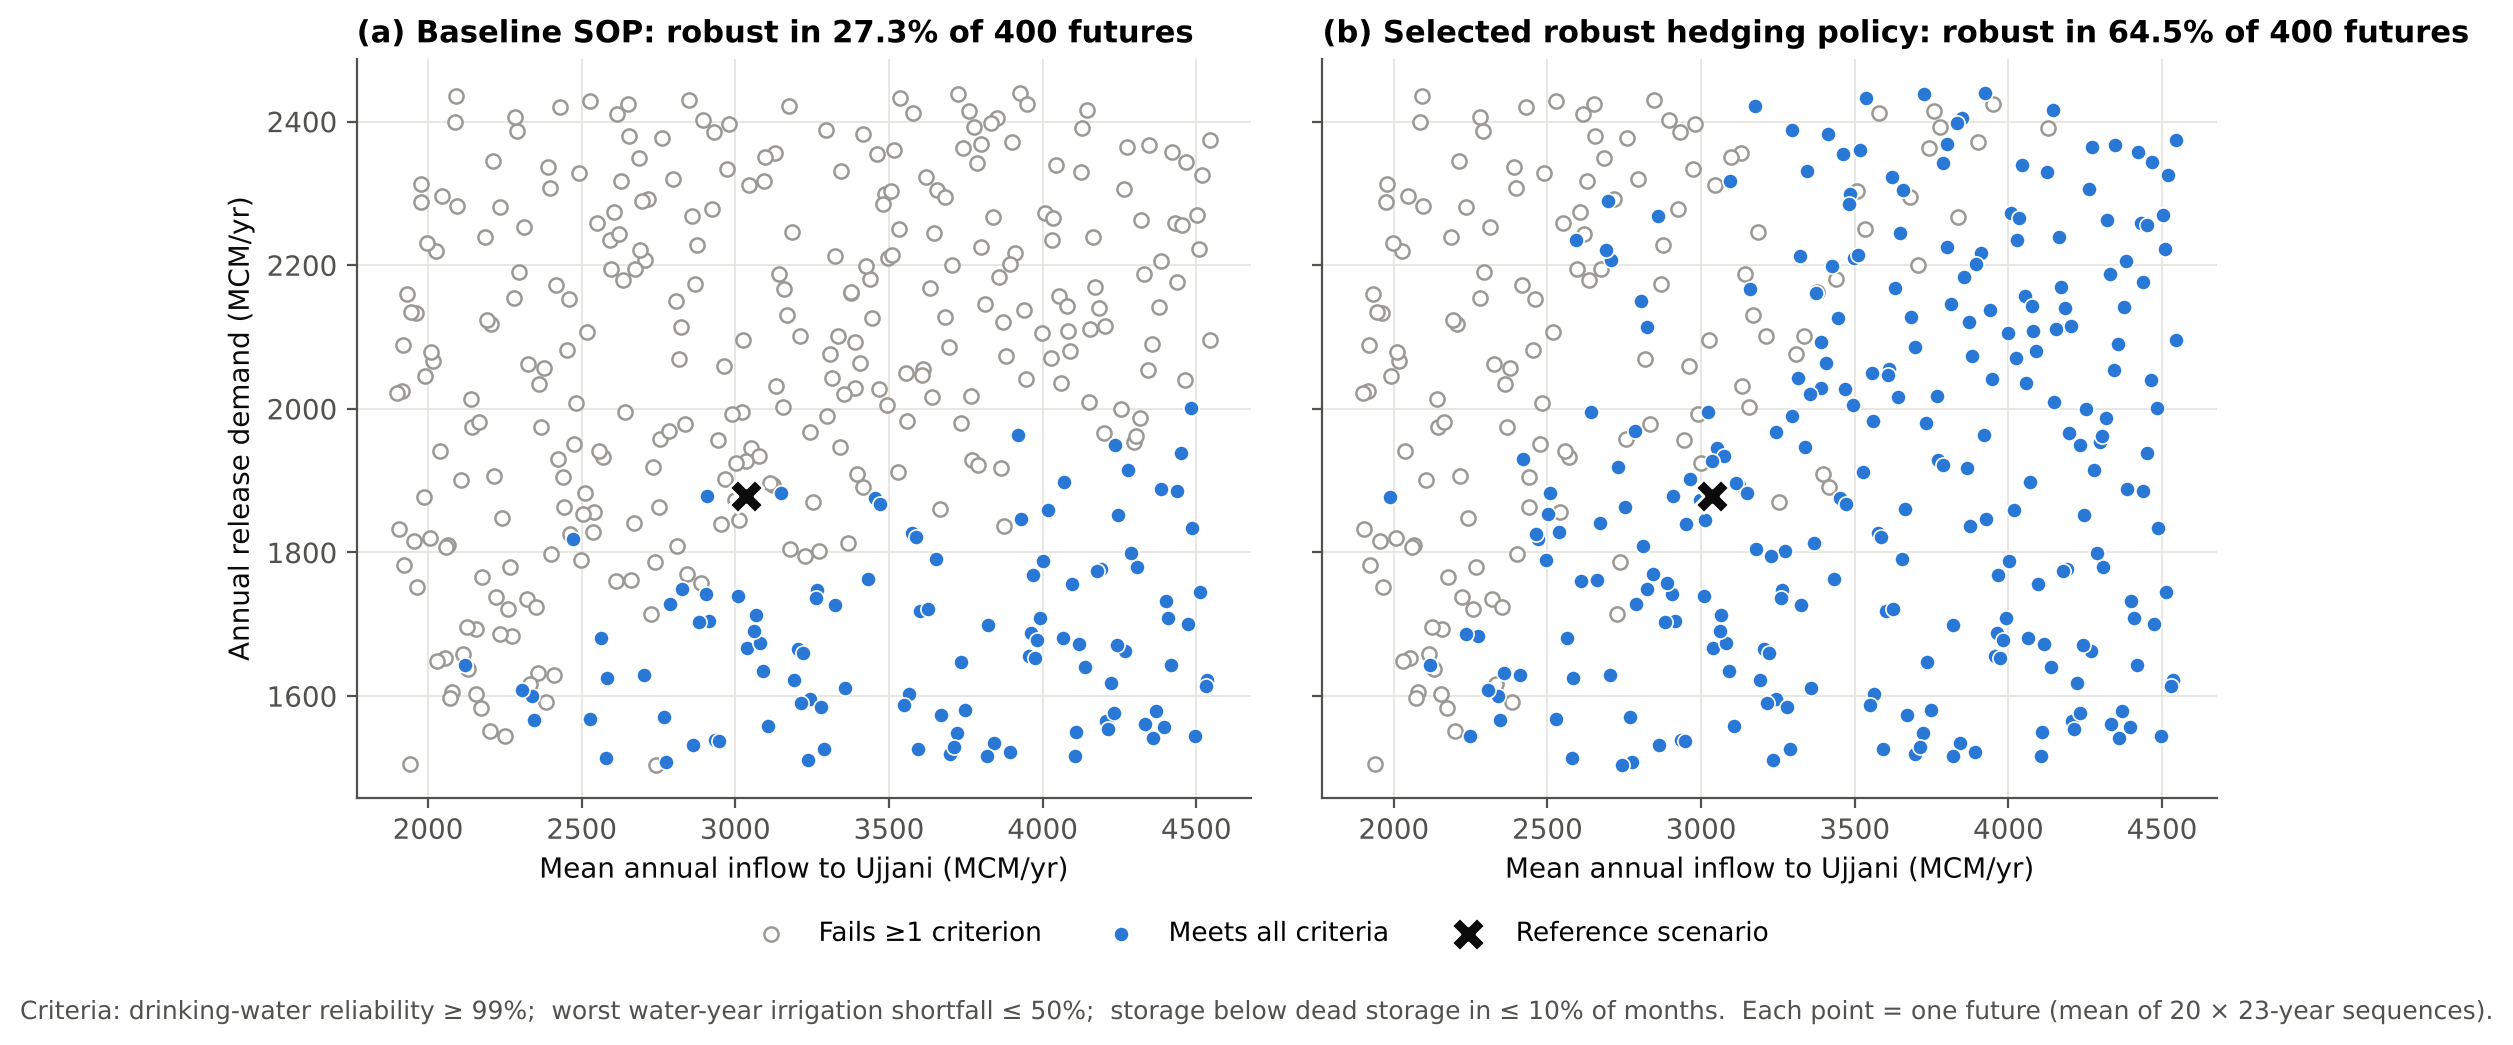 (a) Baseline SOP: robust in 27.3% of 400 futures
(b) Selected robust hedging policy: robust in 64.5% of 400 futures
Annual release demand (MCM/yr)
2400
2200
2000
1800
1600
2000 2500 3000 3500 4000 4500
2000 2500 3000 3500 4000 4500
Mean annual inflow to Ujjani (MCM/yr)
Mean annual inflow to Ujjani (MCM/yr)
Fails ≥1 criterion
Meets all criteria
Reference scenario
Criteria: drinking-water reliability ≥ 99%; worst water-year irrigation shortfall ≤ 50%; storage below dead storage in ≤ 10% of months. Each point = one future (mean of 20 × 23-year sequences).